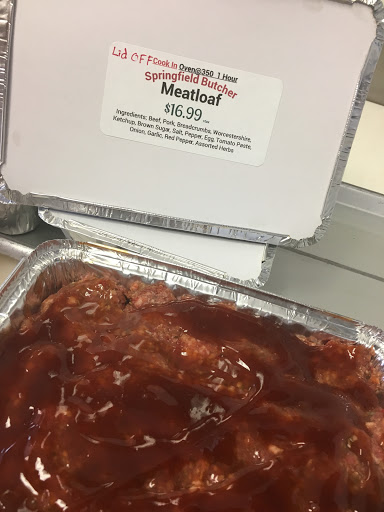 Lid OFF Cook In Oven@350 1 Hour
Springfield Butcher
Meatloaf
$16.99
Ingredients: Beef, Pork, Breadcrumbs, Worcestershire,
Ketchup, Brown Sugar, Salt, Pepper, Egg, Tomato Paste,
Onion, Garlic, Red Pepper, Assorted Herbs